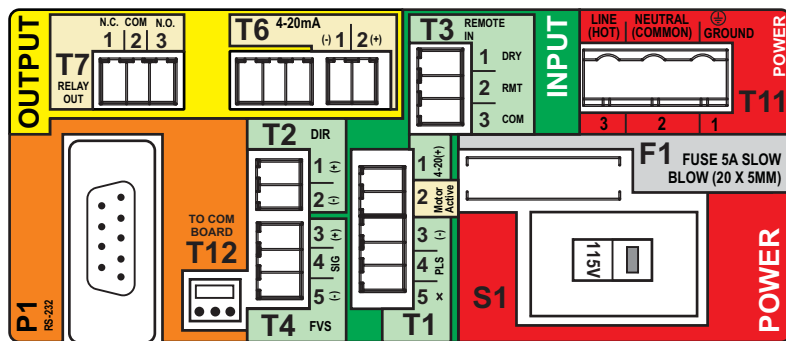 OUTPUT
N.C. COM N.O.
1 2 3
T7
RELAY
OUT
T6 4-20mA
(-) 1 2 (+)
T3 REMOTE
IN
1 DRY
2 RMT
3 COM
INPUT
LINE
(HOT)
NEUTRAL
(COMMON)
GROUND
POWER
T11
3 2 1
P1
RS-232
TO COM
BOARD
T12
T2 DIR
1 (+)
2 (-)
3 (+)
4 SIG
5 (-)
T4 FVS
1 4-20(+)
2 Motor
Active
3 (-)
4 PLS
5 x
T1
F1 FUSE 5A SLOW
BLOW (20 X 5MM)
115V
S1
POWER